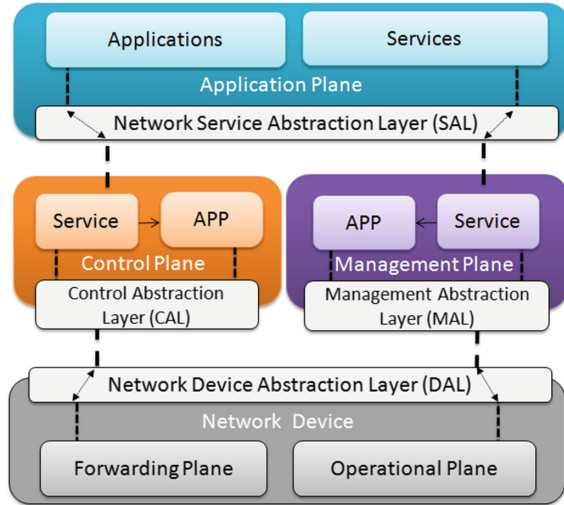 Applications
Services
Application Plane
Network Service Abstraction Layer (SAL)
Service
APP
Control Plane
Control Abstraction
Layer (CAL)
APP
Service
Management Plane
Management Abstraction
Layer (MAL)
Network Device Abstraction Layer (DAL)
Network Device
Forwarding Plane
Operational Plane